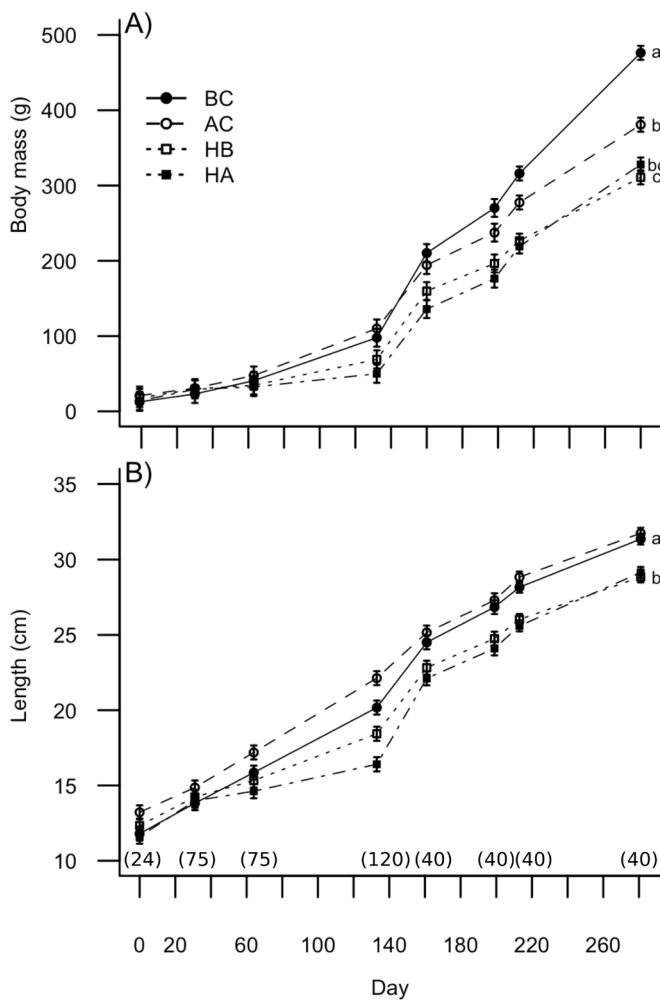 A)
500
400
300
200
100
0
Body mass (g)
BC
AC
HB
HA
a
b
bc
c
B)
35
30
25
20
15
10
Length (cm)
a
b
(24) (75) (75) (120) (40) (40) (40) (40)
0 20 60 100 140 180 220 260
Day